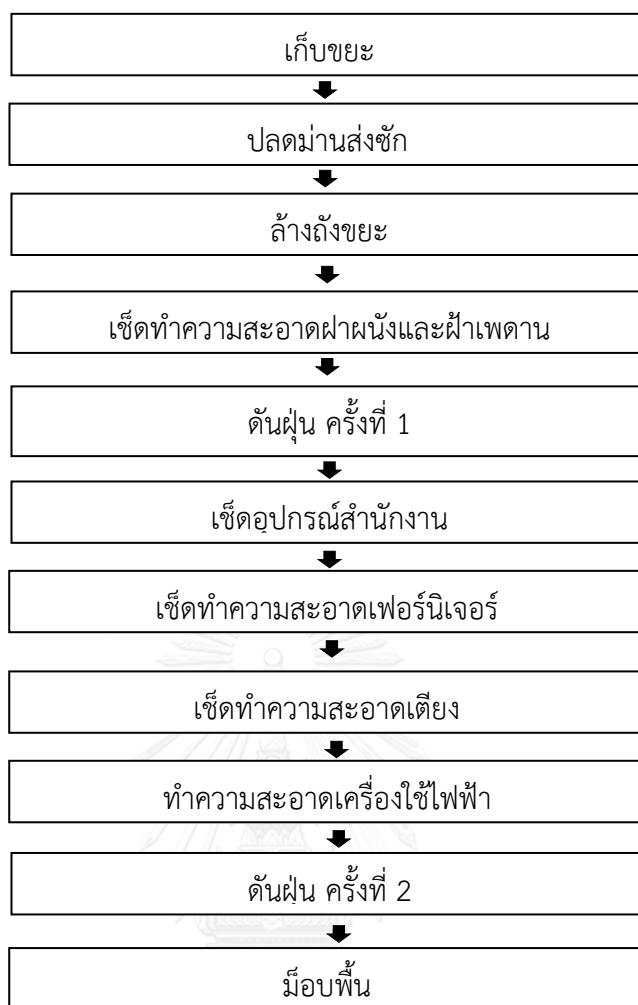 เก็บขยะ
ปลดม่านส่งซัก
ล้างถังขยะ
เช็ดทำความสะอาดฝาผนังและฝ้าเพดาน
ดันฝุ่น ครั้งที่ 1
เช็ดอุปกรณ์สำนักงาน
เช็ดทำความสะอาดเฟอร์นิเจอร์
เช็ดทำความสะอาดเตียง
ทำความสะอาดเครื่องใช้ไฟฟ้า
ดันฝุ่น ครั้งที่ 2
ม็อบพื้น